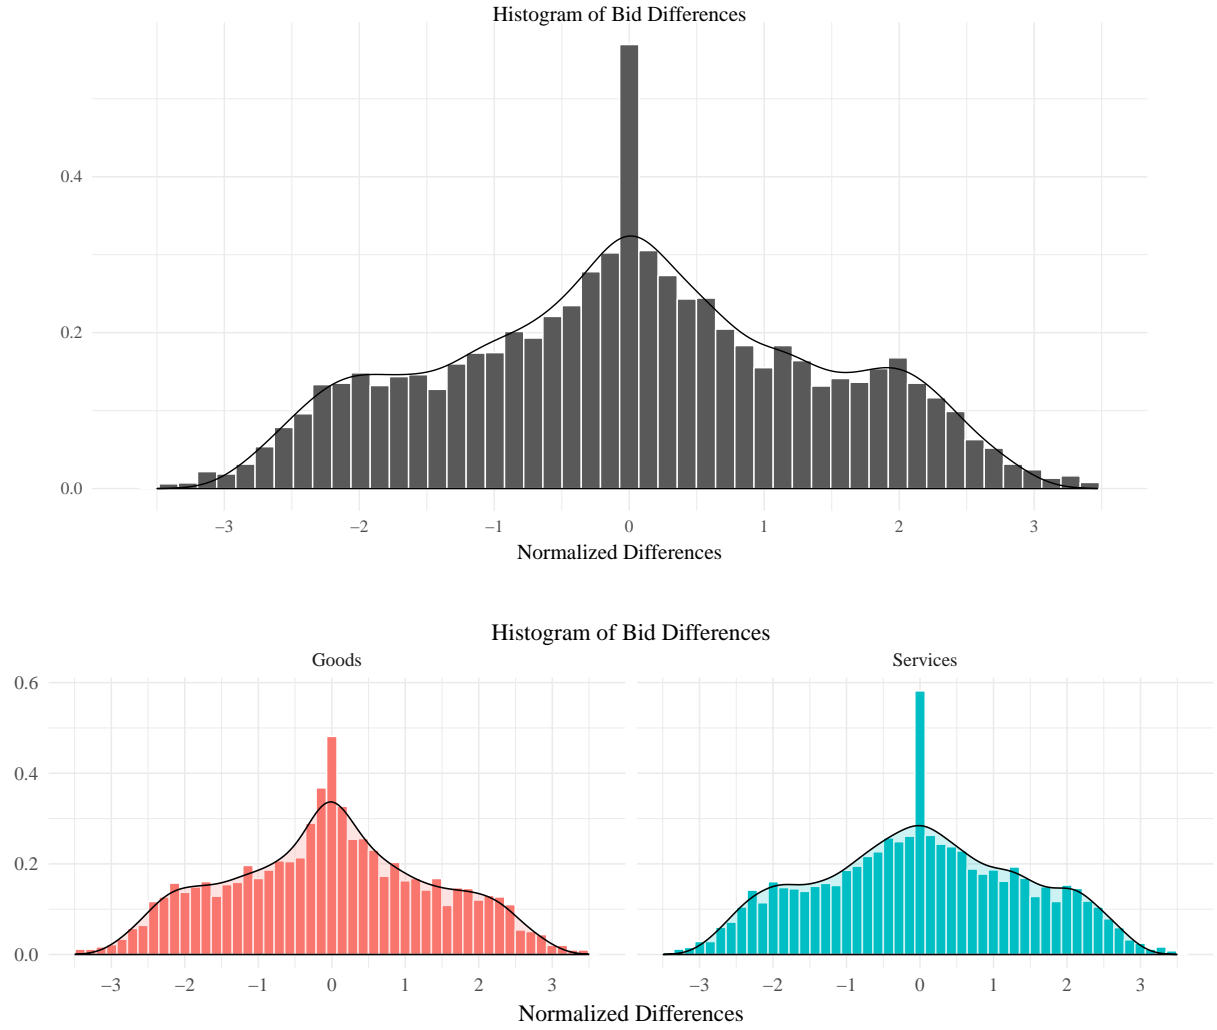 Histogram of Bid Differences
0.4
0.2
0.0
−3 −2 −1 0 1 2 3
Normalized Differences
Histogram of Bid Differences
Goods Services
0.6
0.4
0.2
0.0
−3 −2 −1 0 1 2 3 −3 −2 −1 0 1 2 3
Normalized Differences